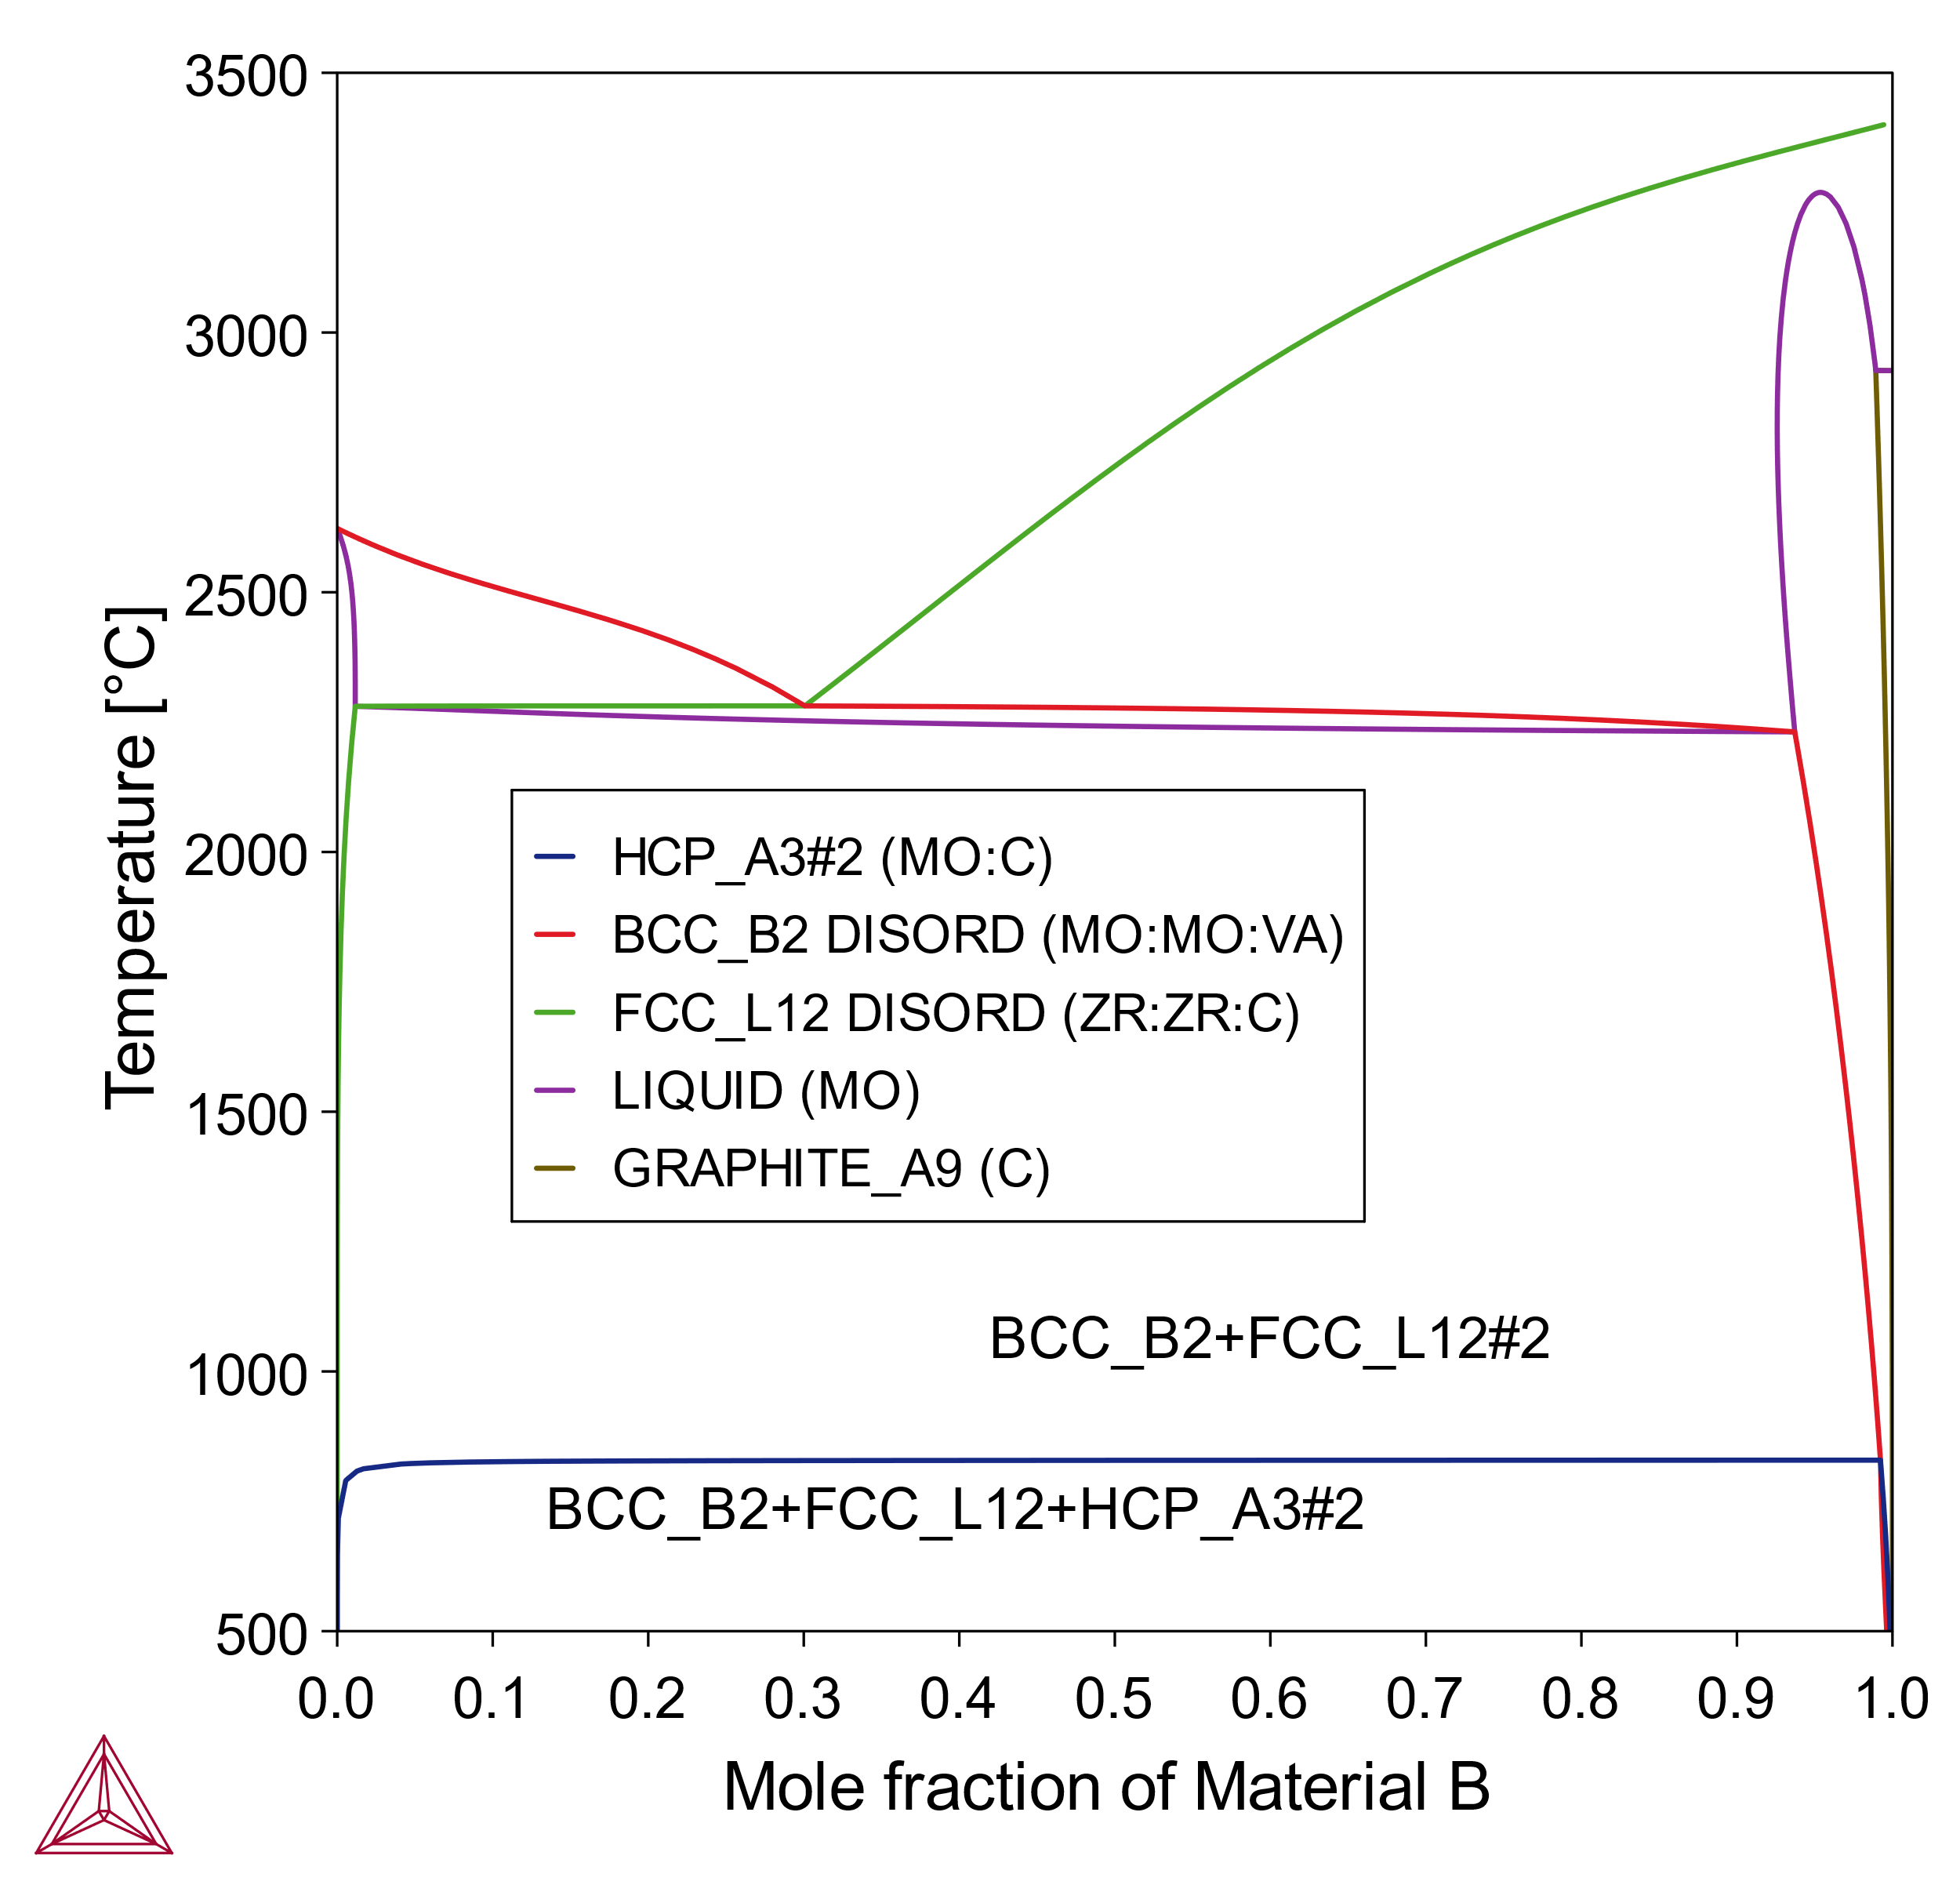 3500
3000
2500
2000
1500
1000
500
Temperature [°C]
HCP_A3#2 (MO:C)
BCC_B2 DISORD (MO:MO:VA)
FCC_L12 DISORD (ZR:ZR:C)
LIQUID (MO)
GRAPHITE_A9 (C)
BCC_B2+FCC_L12#2
BCC_B2+FCC_L12+HCP_A3#2
0.0 0.1 0.2 0.3 0.4 0.5 0.6 0.7 0.8 0.9 1.0
Mole fraction of Material B